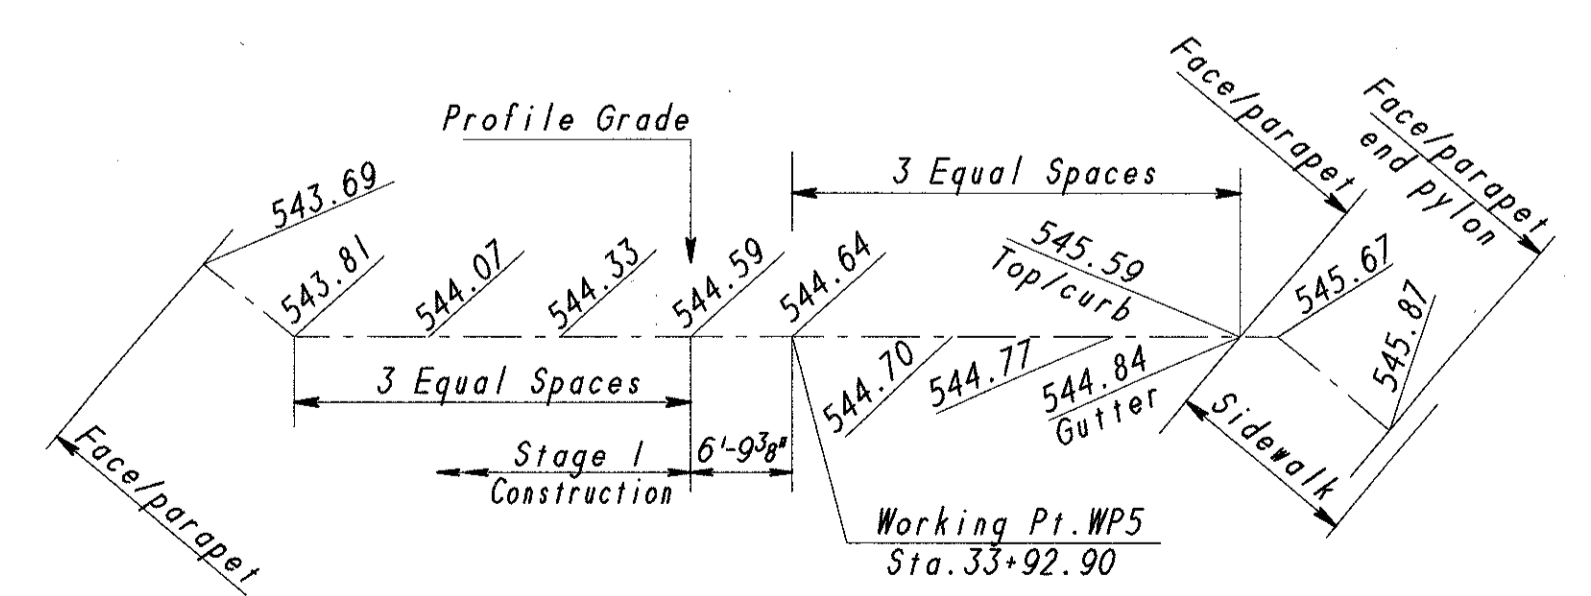 Profile Grade
Face/parapet
Face/parapet
end pylon
3 Equal Spaces
543.69
543.81
544.07
544.33
544.59
544.64
545.59
Top/curb
545.67
545.87
544.70
544.77
544.84
Gutter
3 Equal Spaces
Sidewalk
Stage 1
Construction
6'-9 3/8"
Face/parapet
Working Pt. WP5
Sta. 33+92.90